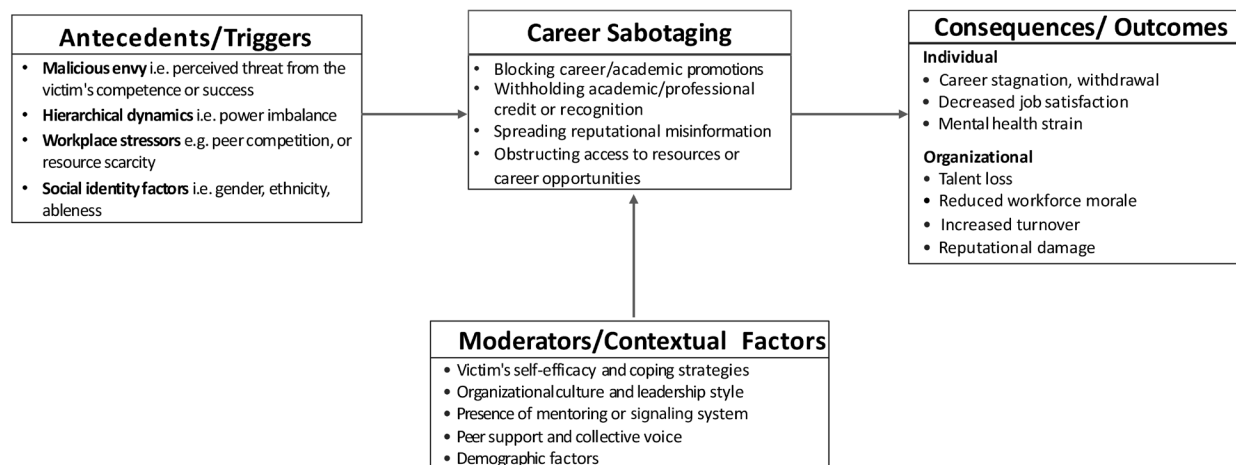 Antecedents/Triggers
• Malicious envy i.e. perceived threat from the
victim's competence or success
• Hierarchical dynamics i.e. power imbalance
• Workplace stressors e.g. peer competition, or
resource scarcity
• Social identity factors i.e. gender, ethnicity,
ableness
Career Sabotaging
• Blocking career/academic promotions
• Withholding academic/professional
credit or recognition
• Spreading reputational misinformation
• Obstructing access to resources or
career opportunities
Consequences/ Outcomes
Individual
• Career stagnation, withdrawal
• Decreased job satisfaction
• Mental health strain
Organizational
• Talent loss
• Reduced workforce morale
• Increased turnover
• Reputational damage
Moderators/Contextual Factors
• Victim's self-efficacy and coping strategies
• Organizational culture and leadership style
• Presence of mentoring or signaling system
• Peer support and collective voice
• Demographic factors